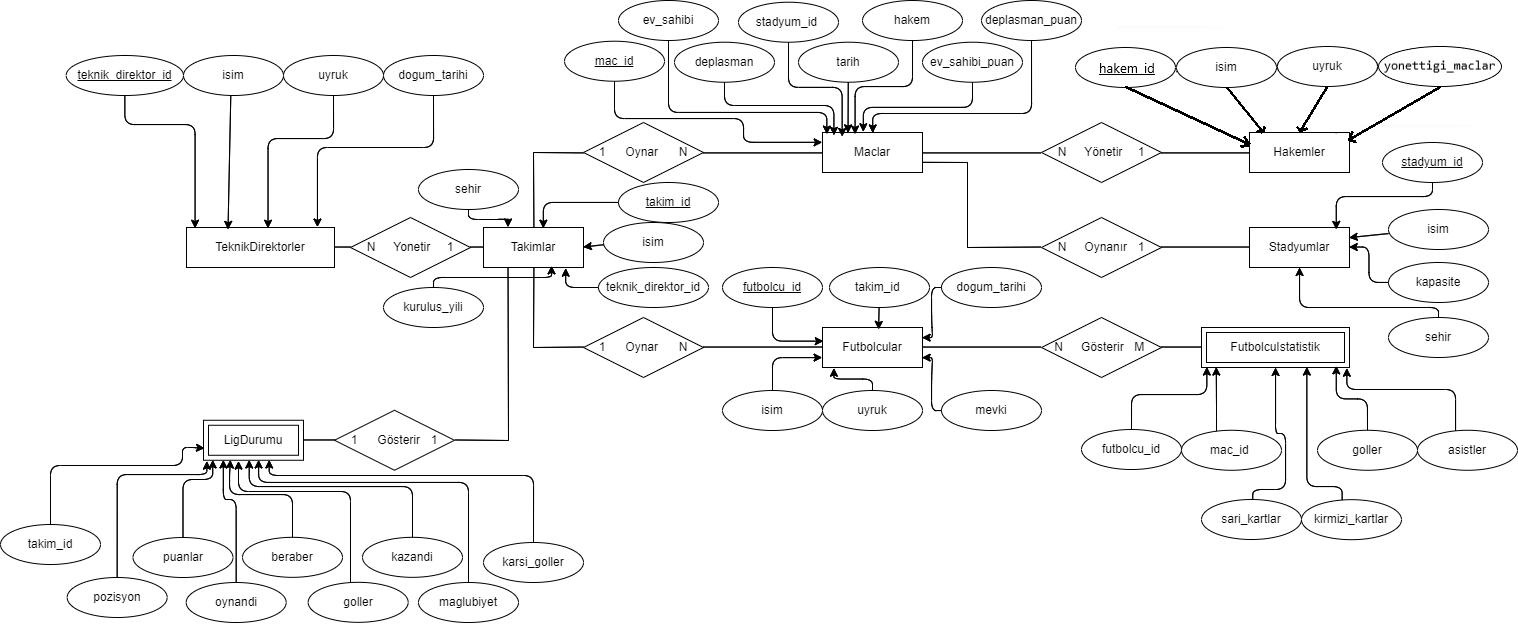 ev_sahibi
stadyum_id
hakem
deplasman_puan
mac_id
deplasman
tarih
ev_sahibi_puan
teknik_direktor_id
isim
uyruk
dogum_tarihi
hakem_id
isim
uyruk
yonettigi_maclar
1 Oynar N
Maclar
N Yönetir 1
Hakemler
stadyum_id
sehir
takim_id
isim
TeknikDirektorler
N Yonetir 1
Takimlar
N Oynanır 1
Stadyumlar
isim
kapasite
sehir
kurulus_yili
teknik_direktor_id
futbolcu_id
takim_id
dogum_tarihi
1 Oynar N
Futbolcular
N Gösterir M
FutbolcuIstatistik
isim
uyruk
mevki
futbolcu_id
mac_id
goller
asistler
sari_kartlar
kirmizi_kartlar
LigDurumu
1 Gösterir 1
takim_id
puanlar
beraber
kazandi
karsi_goller
pozisyon
oynandi
goller
maglubiyet